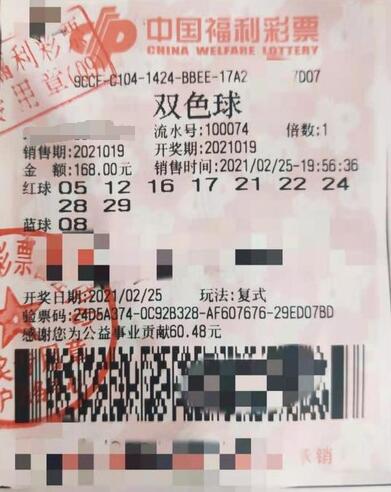 中国福利彩票
CHINA WELFARE LOTTERY
9CCF-C104-1424-BBEE-17A2 7D07
双色球
流水号:100074 倍数:1
销售期:2021019 开奖期:2021019
金 额:168.00元 销售时间:2021/02/25-19:56:36
红球 05 12 16 17 21 22 24
28 29
蓝球 08
开奖日期:2021/02/25 玩法:复式
验票码:24D5A374-0C92B328-AF607676-29ED07BD
感谢您为公益事业贡献60.48元